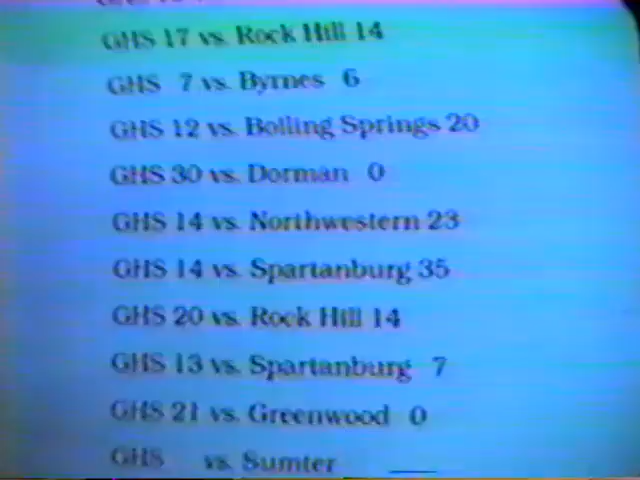 GHS 17 vs. Rock Hill 14
GHS 7 vs. Byrnes 6
GHS 12 vs. Boiling Springs 20
GHS 30 vs. Dorman 0
GHS 14 vs. Northwestern 23
GHS 14 vs. Spartanburg 35
GHS 20 vs. Rock Hill 14
GHS 13 vs. Spartanburg 7
GHS 21 vs. Greenwood 0
GHS vs. Sumter ___